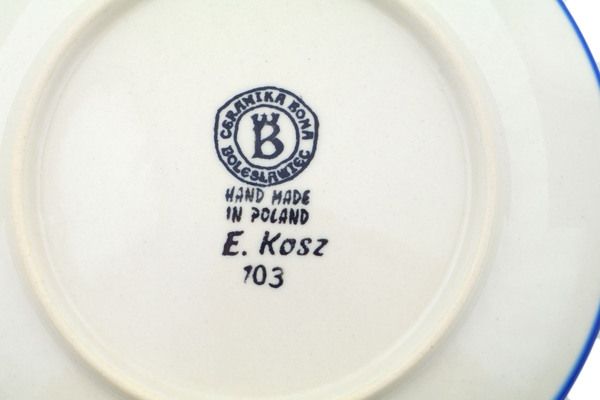 CERAMIKA BONA
B
BOLESŁAWIEC
HAND MADE
IN POLAND
E. Kosz
103